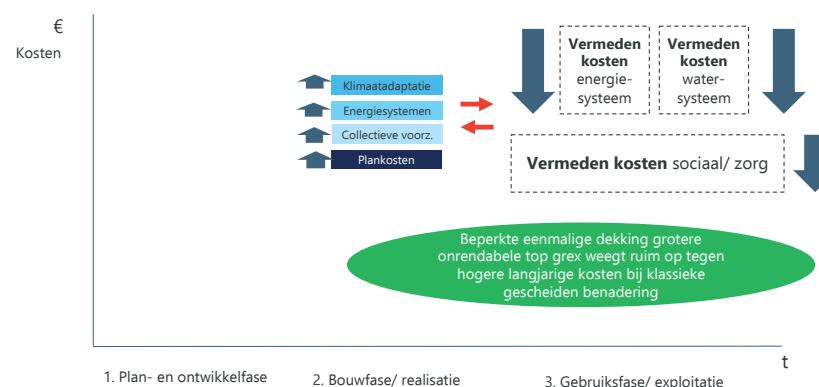 €
Kosten
Klimaatadaptatie
Energiesystemen
Collectieve voorz.
Plankosten
Vermeden
kosten
energie-
systeem
Vermeden
kosten
water-
systeem
Vermeden kosten sociaal/ zorg
Beperkte eenmalige dekking grotere
onrendabele top grex weegt ruim op tegen
hogere langjarige kosten bij klassieke
gescheiden benadering
t
1. Plan- en ontwikkelfase
2. Bouwfase/ realisatie
3. Gebruiksfase/ exploitatie